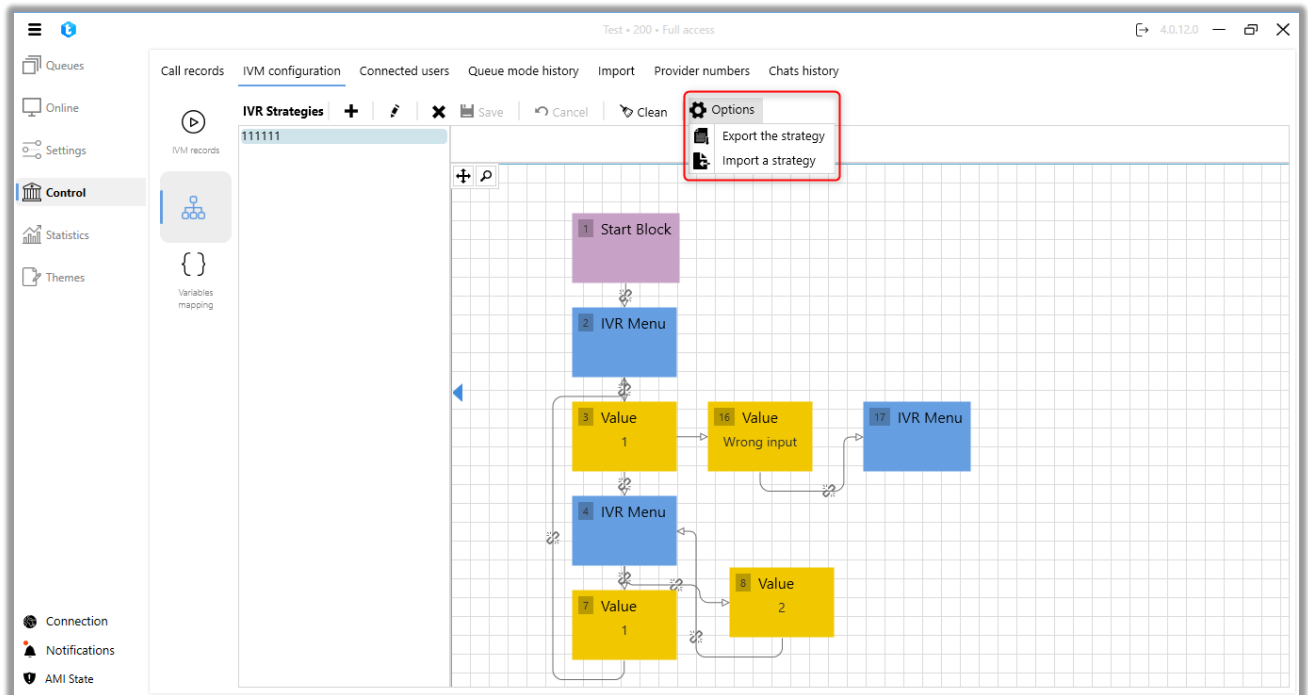 Test • 200 • Full access
4.0.12.0
Queues
Online
Settings
Control
Statistics
Themes
Connection
Notifications
AMI State
Call records IVM configuration Connected users Queue mode history Import Provider numbers Chats history
IVM records
Variables
mapping
IVR Strategies Save Cancel Clean Options
111111
Export the strategy
Import a strategy
1 Start Block
2 IVR Menu
3 Value
1
16 Value
Wrong input
17 IVR Menu
4 IVR Menu
8 Value
2
7 Value
1